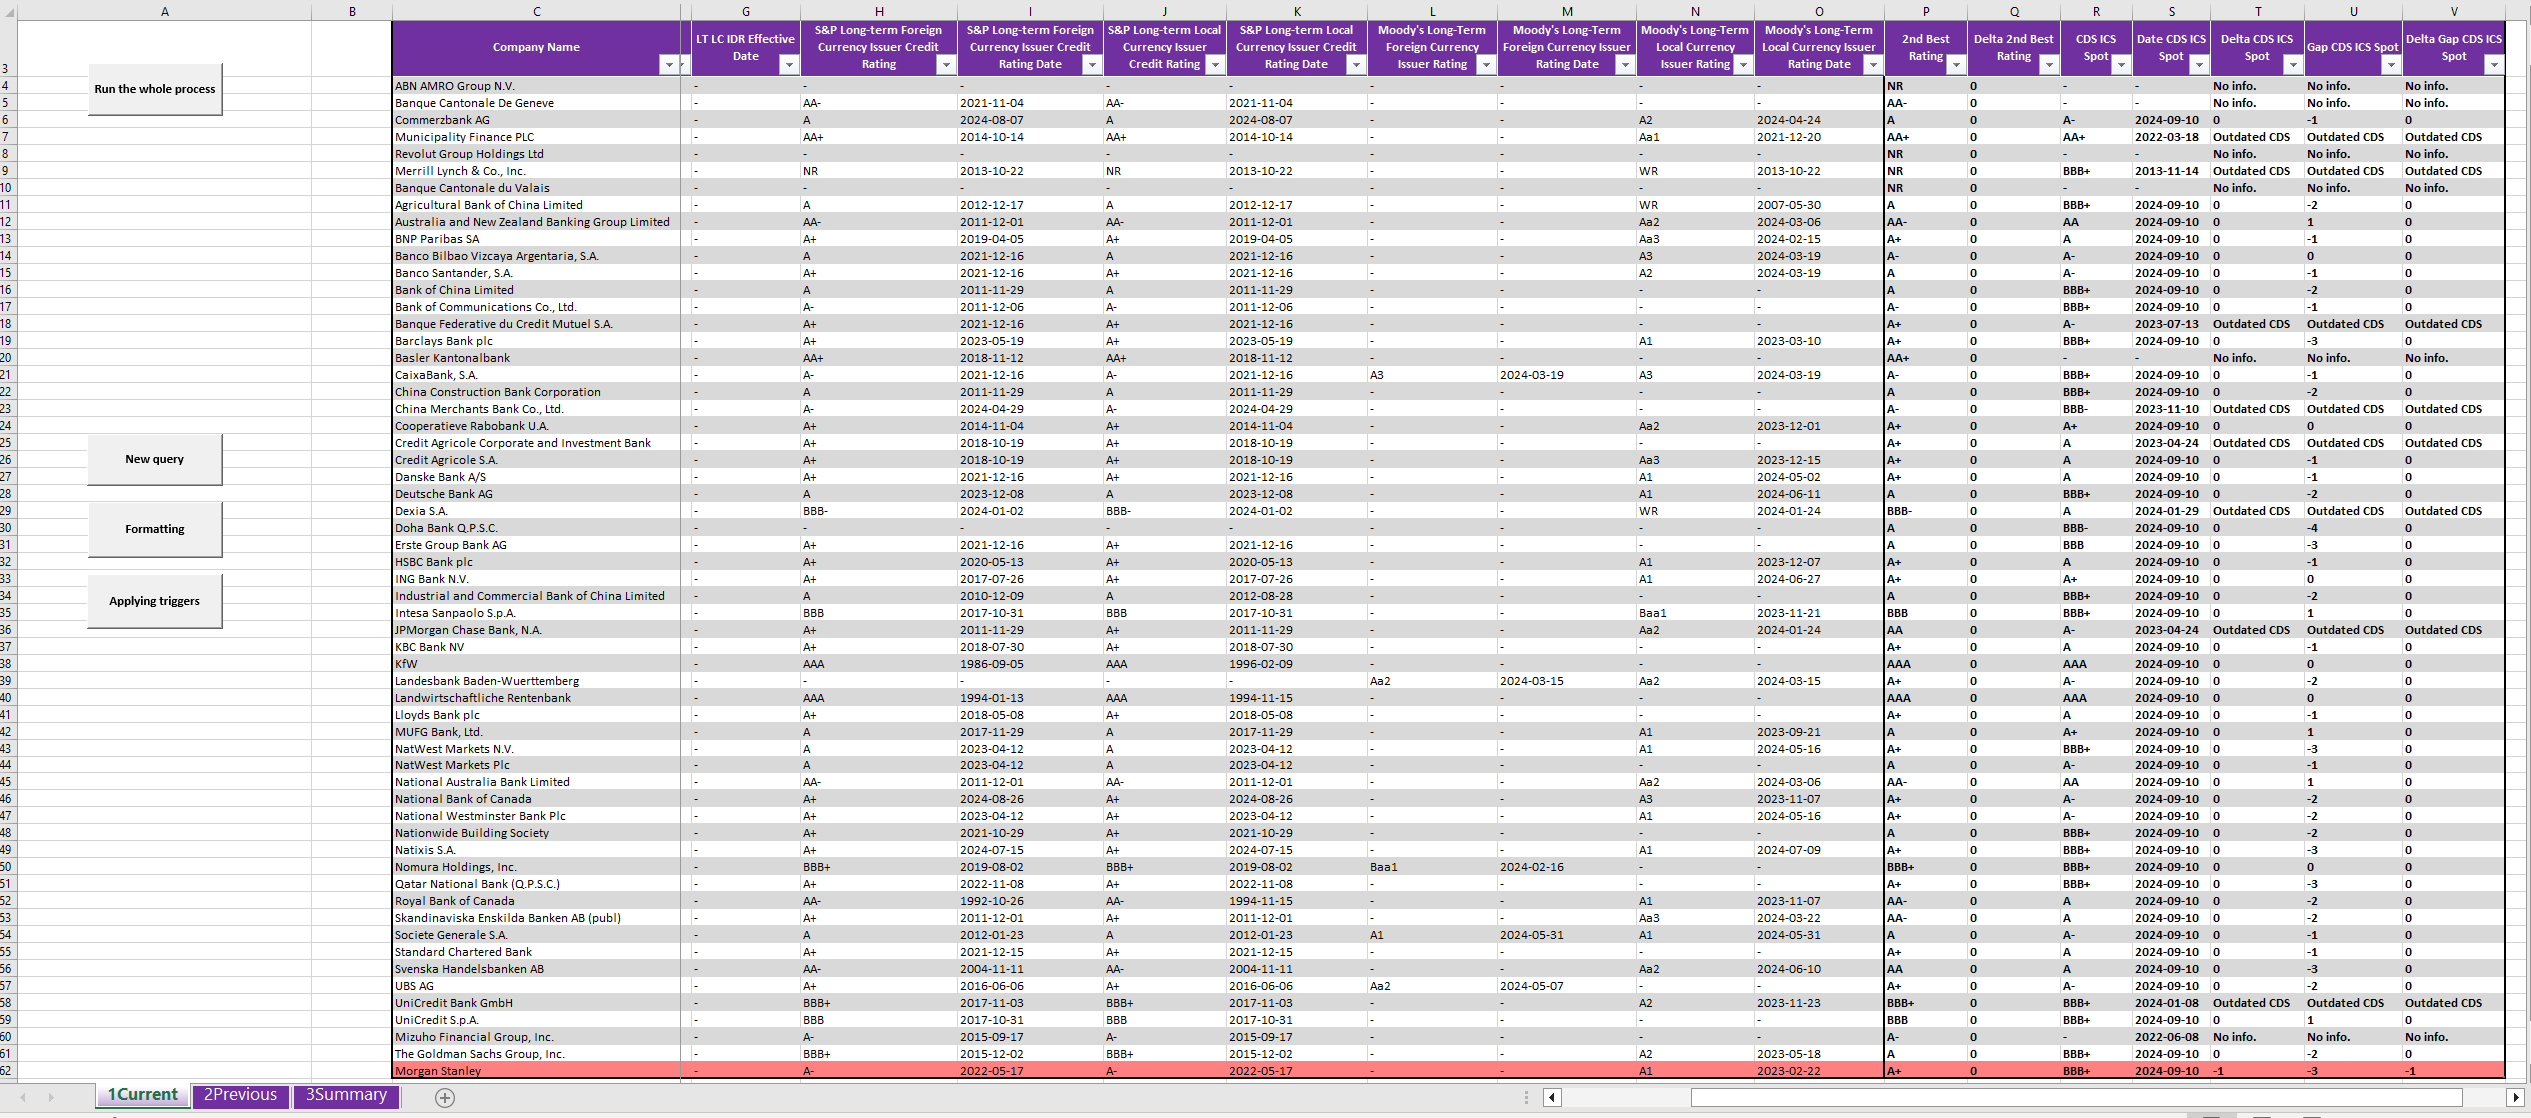 A B C G H I J K L M N O P Q R S T U V
3 Company Name LT LC IDR Effective Date S&P Long-term Foreign Currency Issuer Credit Rating S&P Long-term Foreign Currency Issuer Credit Rating Date S&P Long-term Local Currency Issuer Credit Rating S&P Long-term Local Currency Issuer Credit Rating Date Moody's Long-Term Foreign Currency Issuer Rating Moody's Long-Term Foreign Currency Issuer Rating Date Moody's Long-Term Local Currency Issuer Rating Moody's Long-Term Local Currency Issuer Rating Date 2nd Best Rating Delta 2nd Best Rating CDS ICS Spot Date CDS ICS Spot Delta CDS ICS Spot Gap CDS ICS Spot Delta Gap CDS ICS Spot
Run the whole process
New query
Formatting
Applying triggers
4 ABN AMRO Group N.V. - - - - - - - - - NR 0 - - No info. No info. No info.
5 Banque Cantonale De Geneve - AA- 2021-11-04 AA- 2021-11-04 - - - - AA- 0 - - No info. No info. No info.
6 Commerzbank AG - A 2024-08-07 A 2024-08-07 - - A2 2024-04-24 A 0 A- 2024-09-10 0 -1 0
7 Municipality Finance PLC - AA+ 2014-10-14 AA+ 2014-10-14 - - Aa1 2021-12-20 AA+ 0 AA+ 2022-03-18 Outdated CDS Outdated CDS Outdated CDS
8 Revolut Group Holdings Ltd - - - - - - - - - NR 0 - - No info. No info. No info.
9 Merrill Lynch & Co., Inc. - NR 2013-10-22 NR 2013-10-22 - - WR 2013-10-22 NR 0 BBB+ 2013-11-14 Outdated CDS Outdated CDS Outdated CDS
10 Banque Cantonale du Valais - - - - - - - - - NR 0 - - No info. No info. No info.
11 Agricultural Bank of China Limited - A 2012-12-17 A 2012-12-17 - - WR 2007-05-30 A 0 BBB+ 2024-09-10 0 -2 0
12 Australia and New Zealand Banking Group Limited - AA- 2011-12-01 AA- 2011-12-01 - - Aa2 2024-03-06 AA- 0 AA 2024-09-10 0 1 0
13 BNP Paribas SA - A+ 2019-04-05 A+ 2019-04-05 - - Aa3 2024-02-15 A+ 0 A 2024-09-10 0 -1 0
14 Banco Bilbao Vizcaya Argentaria, S.A. - A 2021-12-16 A 2021-12-16 - - A3 2024-03-19 A- 0 A- 2024-09-10 0 0 0
15 Banco Santander, S.A. - A+ 2021-12-16 A+ 2021-12-16 - - A2 2024-03-19 A 0 A- 2024-09-10 0 -1 0
16 Bank of China Limited - A 2011-11-29 A 2011-11-29 - - - - A 0 BBB+ 2024-09-10 0 -2 0
17 Bank of Communications Co., Ltd. - A- 2011-12-06 A- 2011-12-06 - - - - A- 0 BBB+ 2024-09-10 0 -1 0
18 Banque Federative du Credit Mutuel S.A. - A+ 2021-12-16 A+ 2021-12-16 - - - - A+ 0 A- 2023-07-13 Outdated CDS Outdated CDS Outdated CDS
19 Barclays Bank plc - A+ 2023-05-19 A+ 2023-05-19 - - A1 2023-03-10 A+ 0 BBB+ 2024-09-10 0 -3 0
20 Basler Kantonalbank - AA+ 2018-11-12 AA+ 2018-11-12 - - - - AA+ 0 - - No info. No info. No info.
21 CaixaBank, S.A. - A- 2021-12-16 A- 2021-12-16 A3 2024-03-19 A3 2024-03-19 A- 0 BBB+ 2024-09-10 0 -1 0
22 China Construction Bank Corporation - A 2011-11-29 A 2011-11-29 - - - - A 0 BBB+ 2024-09-10 0 -2 0
23 China Merchants Bank Co., Ltd. - A- 2024-04-29 A- 2024-04-29 - - - - A- 0 BBB- 2023-11-10 Outdated CDS Outdated CDS Outdated CDS
24 Cooperatieve Rabobank U.A. - A+ 2014-11-04 A+ 2014-11-04 - - Aa2 2023-12-01 A+ 0 A+ 2024-09-10 0 0 0
25 Credit Agricole Corporate and Investment Bank - A+ 2018-10-19 A+ 2018-10-19 - - - - A+ 0 A 2023-04-24 Outdated CDS Outdated CDS Outdated CDS
26 Credit Agricole S.A. - A+ 2018-10-19 A+ 2018-10-19 - - Aa3 2023-12-15 A+ 0 A 2024-09-10 0 -1 0
27 Danske Bank A/S - A+ 2021-12-16 A+ 2021-12-16 - - A1 2024-05-02 A+ 0 A 2024-09-10 0 -1 0
28 Deutsche Bank AG - A 2023-12-08 A 2023-12-08 - - A1 2024-06-11 A 0 BBB+ 2024-09-10 0 -2 0
29 Dexia S.A. - BBB- 2024-01-02 BBB- 2024-01-02 - - WR 2024-01-24 BBB- 0 A 2024-01-29 Outdated CDS Outdated CDS Outdated CDS
30 Doha Bank Q.P.S.C. - - - - - - - - - A 0 BBB- 2024-09-10 0 -4 0
31 Erste Group Bank AG - A+ 2021-12-16 A+ 2021-12-16 - - - - A 0 BBB 2024-09-10 0 -3 0
32 HSBC Bank plc - A+ 2020-05-13 A+ 2020-05-13 - - A1 2023-12-07 A+ 0 A 2024-09-10 0 -1 0
33 ING Bank N.V. - A+ 2017-07-26 A+ 2017-07-26 - - A1 2024-06-27 A+ 0 A+ 2024-09-10 0 0 0
34 Industrial and Commercial Bank of China Limited - A 2010-12-09 A 2012-08-28 - - - - A 0 BBB+ 2024-09-10 0 -2 0
35 Intesa Sanpaolo S.p.A. - BBB 2017-10-31 BBB 2017-10-31 - - Baa1 2023-11-21 BBB 0 BBB+ 2024-09-10 0 1 0
36 JPMorgan Chase Bank, N.A. - A+ 2011-11-29 A+ 2011-11-29 - - Aa2 2024-01-24 AA 0 A- 2023-04-24 Outdated CDS Outdated CDS Outdated CDS
37 KBC Bank NV - A+ 2018-07-30 A+ 2018-07-30 - - - - A+ 0 A 2024-09-10 0 -1 0
38 KfW - AAA 1986-09-05 AAA 1996-02-09 - - - - AAA 0 AAA 2024-09-10 0 0 0
39 Landesbank Baden-Wuerttemberg - - - - - Aa2 2024-03-15 Aa2 2024-03-15 A+ 0 A- 2024-09-10 0 -2 0
40 Landwirtschaftliche Rentenbank - AAA 1994-01-13 AAA 1994-11-15 - - - - AAA 0 AAA 2024-09-10 0 0 0
41 Lloyds Bank plc - A+ 2018-05-08 A+ 2018-05-08 - - - - A+ 0 A 2024-09-10 0 -1 0
42 MUFG Bank, Ltd. - A 2017-11-29 A 2017-11-29 - - A1 2023-09-21 A 0 A+ 2024-09-10 0 1 0
43 NatWest Markets N.V. - A 2023-04-12 A 2023-04-12 - - A1 2024-05-16 A+ 0 BBB+ 2024-09-10 0 -3 0
44 NatWest Markets Plc - A 2023-04-12 A 2023-04-12 - - - - A 0 A- 2024-09-10 0 -1 0
45 National Australia Bank Limited - AA- 2011-12-01 AA- 2011-12-01 - - Aa2 2024-03-06 AA- 0 AA 2024-09-10 0 1 0
46 National Bank of Canada - A+ 2024-08-26 A+ 2024-08-26 - - A3 2023-11-07 A+ 0 A- 2024-09-10 0 -2 0
47 National Westminster Bank Plc - A+ 2023-04-12 A+ 2023-04-12 - - A1 2024-05-16 A+ 0 A- 2024-09-10 0 -2 0
48 Nationwide Building Society - A+ 2021-10-29 A+ 2021-10-29 - - - - A 0 BBB+ 2024-09-10 0 -2 0
49 Natixis S.A. - A+ 2024-07-15 A+ 2024-07-15 - - A1 2024-07-09 A+ 0 BBB+ 2024-09-10 0 -3 0
50 Nomura Holdings, Inc. - BBB+ 2019-08-02 BBB+ 2019-08-02 Baa1 2024-02-16 - - BBB+ 0 BBB+ 2024-09-10 0 0 0
51 Qatar National Bank (Q.P.S.C.) - A+ 2022-11-08 A+ 2022-11-08 - - - - A+ 0 BBB+ 2024-09-10 0 -3 0
52 Royal Bank of Canada - AA- 1992-10-26 AA- 1994-11-15 - - A1 2023-11-07 AA- 0 A 2024-09-10 0 -2 0
53 Skandinaviska Enskilda Banken AB (publ) - A+ 2011-12-01 A+ 2011-12-01 - - Aa3 2024-03-22 AA- 0 A 2024-09-10 0 -2 0
54 Societe Generale S.A. - A 2012-01-23 A 2012-01-23 A1 2024-05-31 A1 2024-05-31 A 0 A- 2024-09-10 0 -1 0
55 Standard Chartered Bank - A+ 2021-12-15 A+ 2021-12-15 - - - - A+ 0 A 2024-09-10 0 -1 0
56 Svenska Handelsbanken AB - AA- 2004-11-11 AA- 2004-11-11 - - Aa2 2024-06-10 AA 0 A 2024-09-10 0 -3 0
57 UBS AG - A+ 2016-06-06 A+ 2016-06-06 Aa2 2024-05-07 - - A+ 0 A- 2024-09-10 0 -2 0
58 UniCredit Bank GmbH - BBB+ 2017-11-03 BBB+ 2017-11-03 - - A2 2023-11-23 BBB+ 0 BBB+ 2024-01-08 Outdated CDS Outdated CDS Outdated CDS
59 UniCredit S.p.A. - BBB 2017-10-31 BBB 2017-10-31 - - - - BBB 0 BBB+ 2024-09-10 0 1 0
60 Mizuho Financial Group, Inc. - A- 2015-09-17 A- 2015-09-17 - - - - A- 0 - 2022-06-08 No info. No info. No info.
61 The Goldman Sachs Group, Inc. - BBB+ 2015-12-02 BBB+ 2015-12-02 - - A2 2023-05-18 A 0 BBB+ 2024-09-10 0 -2 0
62 Morgan Stanley - A- 2022-05-17 A- 2022-05-17 - - A1 2023-02-22 A+ 0 BBB+ 2024-09-10 -1 -3 -1
1Current 2Previous 3Summary